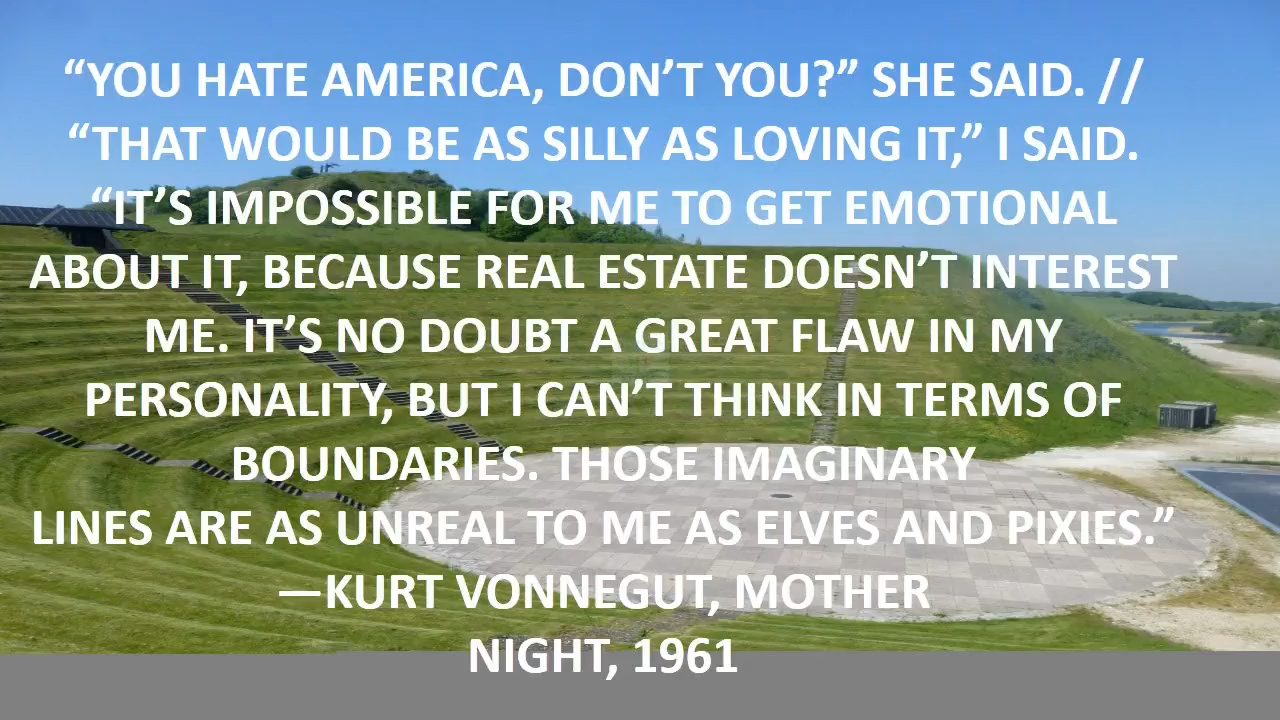 “YOU HATE AMERICA, DON’T YOU?” SHE SAID. //
“THAT WOULD BE AS SILLY AS LOVING IT,” I SAID.
“IT’S IMPOSSIBLE FOR ME TO GET EMOTIONAL
ABOUT IT, BECAUSE REAL ESTATE DOESN’T INTEREST
ME. IT’S NO DOUBT A GREAT FLAW IN MY
PERSONALITY, BUT I CAN’T THINK IN TERMS OF
BOUNDARIES. THOSE IMAGINARY
LINES ARE AS UNREAL TO ME AS ELVES AND PIXIES.”
—KURT VONNEGUT, MOTHER
NIGHT, 1961